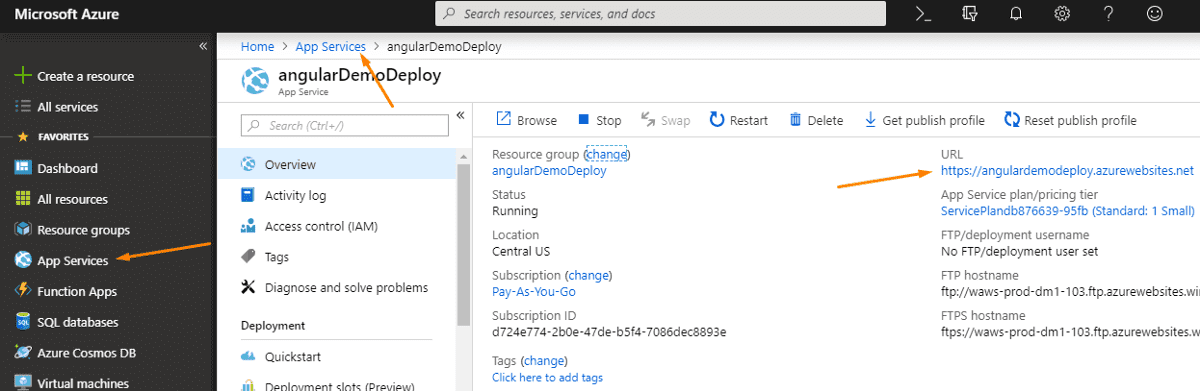 Microsoft Azure
Search resources, services, and docs
Create a resource
All services
FAVORITES
Dashboard
All resources
Resource groups
App Services
Function Apps
SQL databases
Azure Cosmos DB
Virtual machines
Home > App Services > angularDemoDeploy
angularDemoDeploy
App Service
Search (Ctrl+/)
Overview
Activity log
Access control (IAM)
Tags
Diagnose and solve problems
Deployment
Quickstart
Deployment slots (Preview)
Browse Stop Swap Restart Delete Get publish profile Reset publish profile
Resource group (change)
angularDemoDeploy
Status
Running
Location
Central US
Subscription (change)
Pay-As-You-Go
Subscription ID
d724e774-2b0e-47de-b5f4-7086dec8893e
Tags (change)
Click here to add tags
URL
https://angulardemodeploy.azurewebsites.net
App Service plan/pricing tier
ServicePlandb876639-95fb (Standard: 1 Small)
FTP/deployment username
No FTP/deployment user set
FTP hostname
ftp://waws-prod-dm1-103.ftp.azurewebsites.wi
FTPS hostname
ftps://waws-prod-dm1-103.ftp.azurewebsites.w